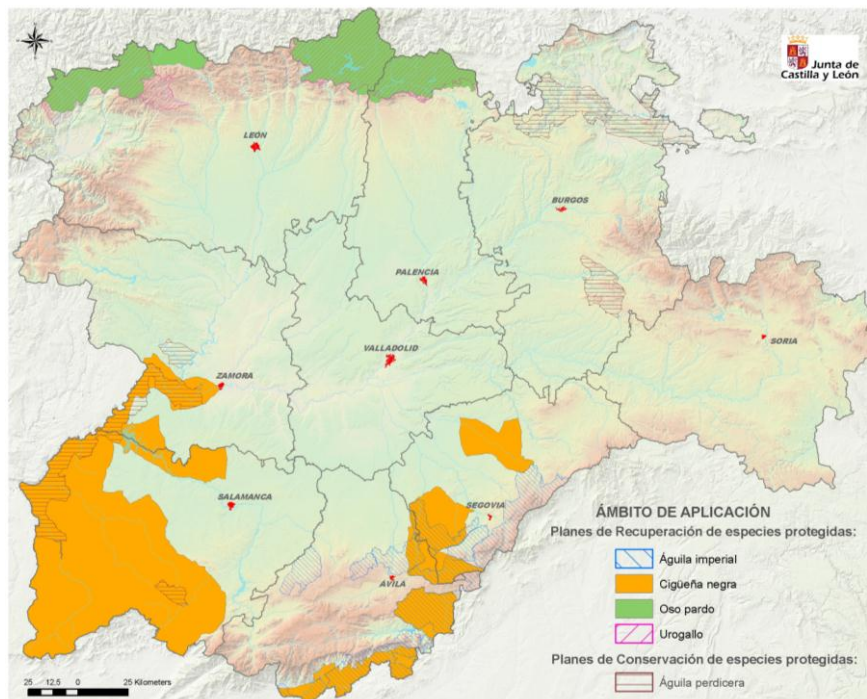 Junta de
Castilla y León
LEÓN
BURGOS
PALENCIA
SORIA
VALLADOLID
ZAMORA
SALAMANCA
SEGOVIA
ÁVILA
ÁMBITO DE APLICACIÓN
Planes de Recuperación de especies protegidas:
Águila imperial
Cigüeña negra
Oso pardo
Urogallo
Planes de Conservación de especies protegidas:
Águila perdicera
25 12,5 0 25 Kilometers